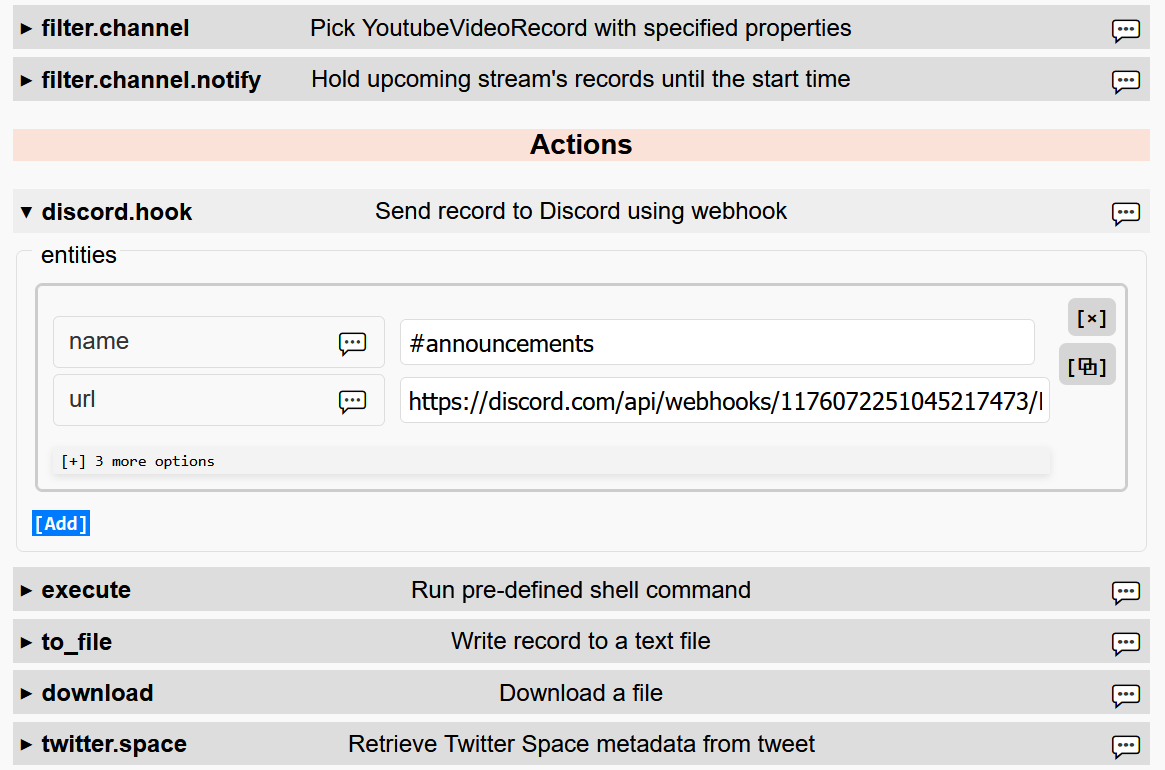 ▸ filter.channel Pick YoutubeVideoRecord with specified properties
▸ filter.channel.notify Hold upcoming stream's records until the start time
Actions
▾ discord.hook Send record to Discord using webhook
entities
name #announcements [×]
url https://discord.com/api/webhooks/1176072251045217473/
[+] 3 more options
[Add]
▸ execute Run pre-defined shell command
▸ to_file Write record to a text file
▸ download Download a file
▸ twitter.space Retrieve Twitter Space metadata from tweet